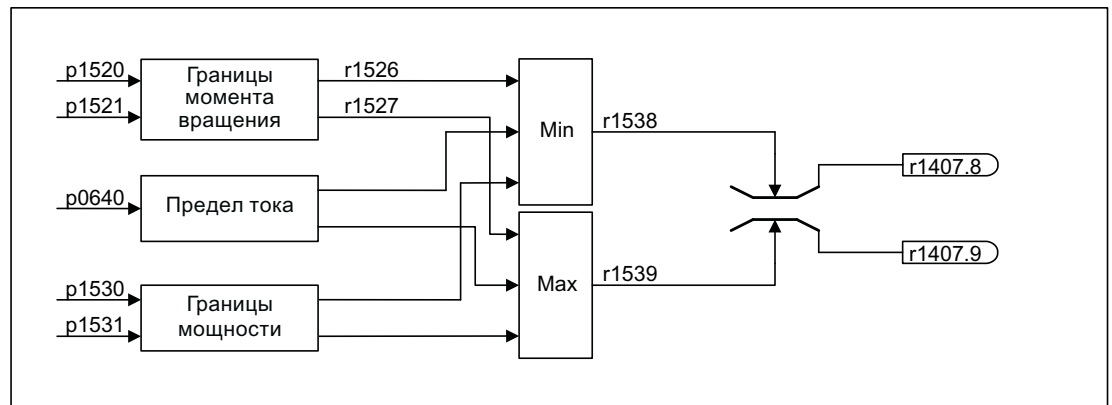 p1520
p1521
Границы
момента
вращения
r1526
r1527
Min
r1538
r1407.8
p0640
Предел тока
r1407.9
Max
r1539
p1530
p1531
Границы
мощности